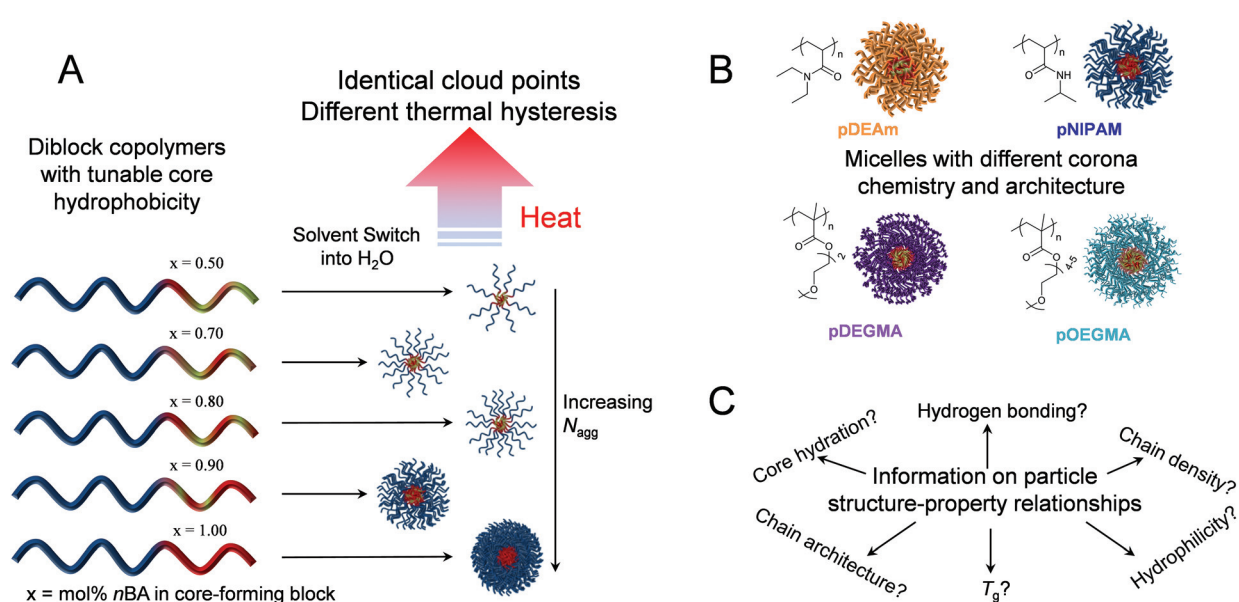 A
Identical cloud points
Different thermal hysteresis
Diblock copolymers
with tunable core
hydrophobicity
Heat
Solvent Switch
into H₂O
x = 0.50
x = 0.70
x = 0.80
x = 0.90
x = 1.00
Increasing
Nagg
x = mol% nBA in core-forming block
B
n
N
O
pDEAm
n
O
NH
pNIPAM
Micelles with different corona
chemistry and architecture
n
O
O
2
O
pDEGMA
n
O
O
4-5
O
pOEGMA
C
Hydrogen bonding?
Core hydration?
Chain density?
Information on particle
structure-property relationships
Chain architecture?
Tg?
Hydrophilicity?